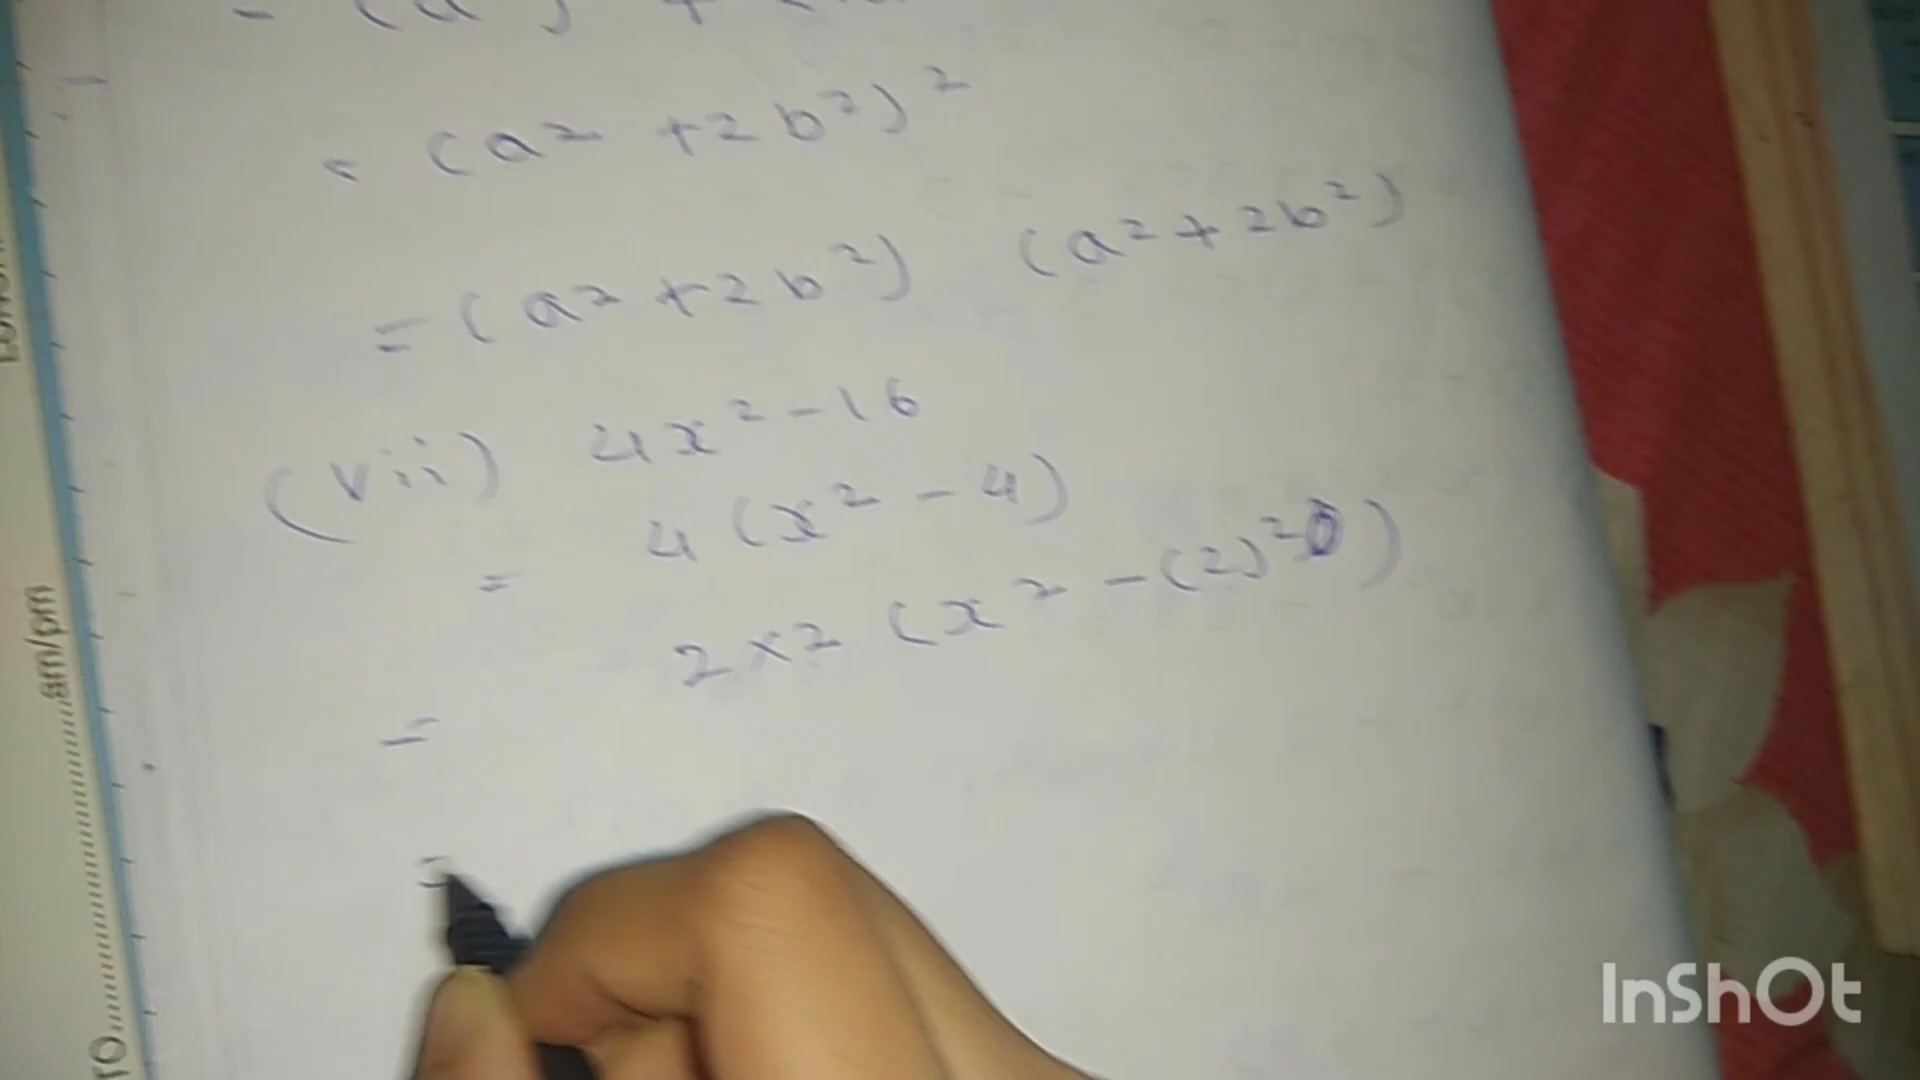 = (a² + 2b²)²
= (a² + 2b²) (a² + 2b²)
(vii) 4x² - 16
= 4 (x² - 4)
= 2 × 2 (x² - (2)²)
=
am/pm
InShOt